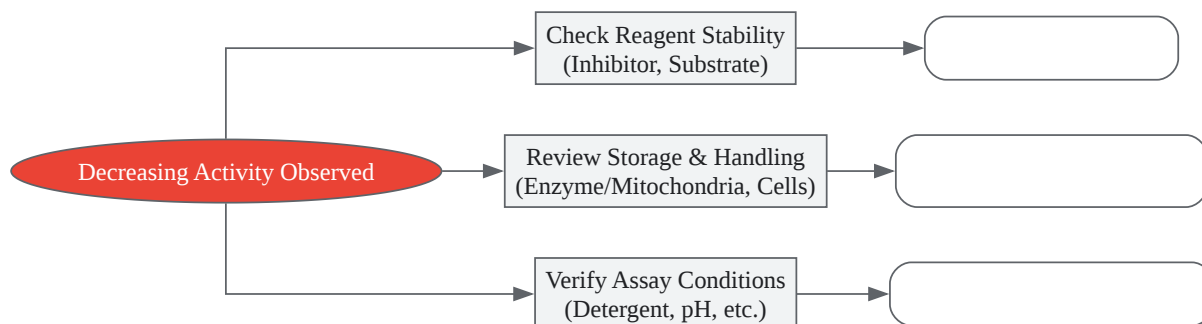 Check Reagent Stability
(Inhibitor, Substrate)
Decreasing Activity Observed
Review Storage & Handling
(Enzyme/Mitochondria, Cells)
Verify Assay Conditions
(Detergent, pH, etc.)